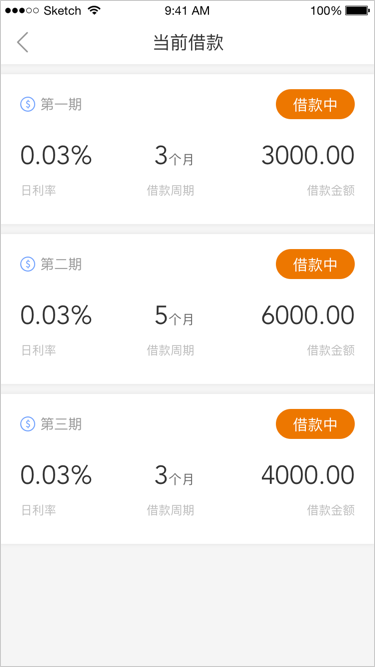 Sketch 9:41 AM 100%
当前借款
第一期 借款中
0.03% 3个月 3000.00
日利率 借款周期 借款金额
第二期 借款中
0.03% 5个月 6000.00
日利率 借款周期 借款金额
第三期 借款中
0.03% 3个月 4000.00
日利率 借款周期 借款金额